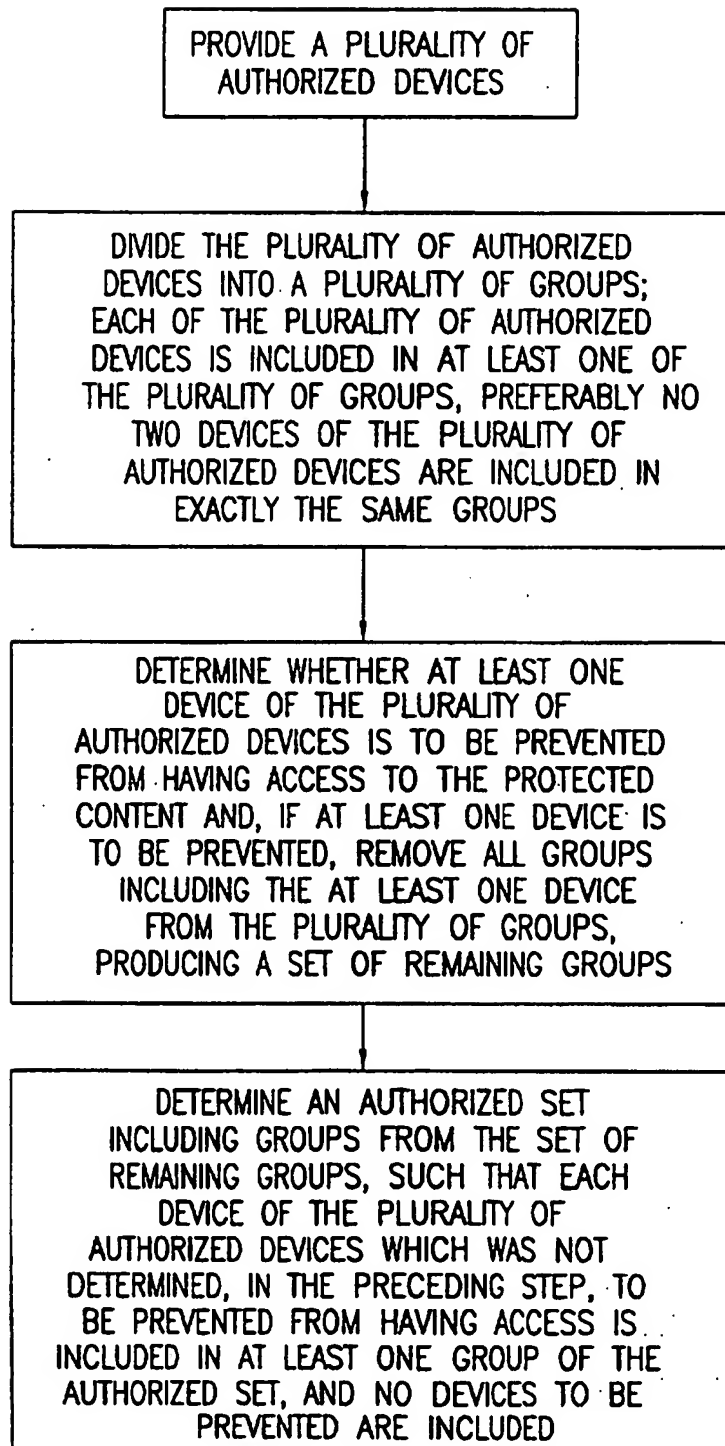 PROVIDE A PLURALITY OF
AUTHORIZED DEVICES
DIVIDE THE PLURALITY OF AUTHORIZED
DEVICES INTO A PLURALITY OF GROUPS;
EACH OF THE PLURALITY OF AUTHORIZED
DEVICES IS INCLUDED IN AT LEAST ONE OF
THE PLURALITY OF GROUPS, PREFERABLY NO
TWO DEVICES OF THE PLURALITY OF
AUTHORIZED DEVICES ARE INCLUDED IN
EXACTLY THE SAME GROUPS
DETERMINE WHETHER AT LEAST ONE
DEVICE OF THE PLURALITY OF
AUTHORIZED DEVICES IS TO BE PREVENTED
FROM HAVING ACCESS TO THE PROTECTED
CONTENT AND, IF AT LEAST ONE DEVICE IS
TO BE PREVENTED, REMOVE ALL GROUPS
INCLUDING THE AT LEAST ONE DEVICE
FROM THE PLURALITY OF GROUPS,
PRODUCING A SET OF REMAINING GROUPS
DETERMINE AN AUTHORIZED SET
INCLUDING GROUPS FROM THE SET OF
REMAINING GROUPS, SUCH THAT EACH
DEVICE OF THE PLURALITY OF
AUTHORIZED DEVICES WHICH WAS NOT
DETERMINED, IN THE PRECEDING STEP, TO
BE PREVENTED FROM HAVING ACCESS IS
INCLUDED IN AT LEAST ONE GROUP OF THE
AUTHORIZED SET, AND NO DEVICES TO BE
PREVENTED ARE INCLUDED